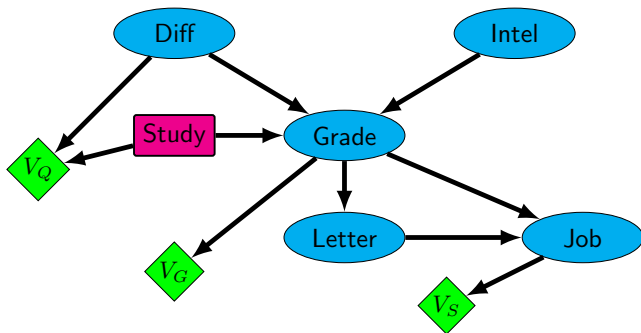 Diff
Intel
Study
Grade
V_Q
Letter
Job
V_G
V_S